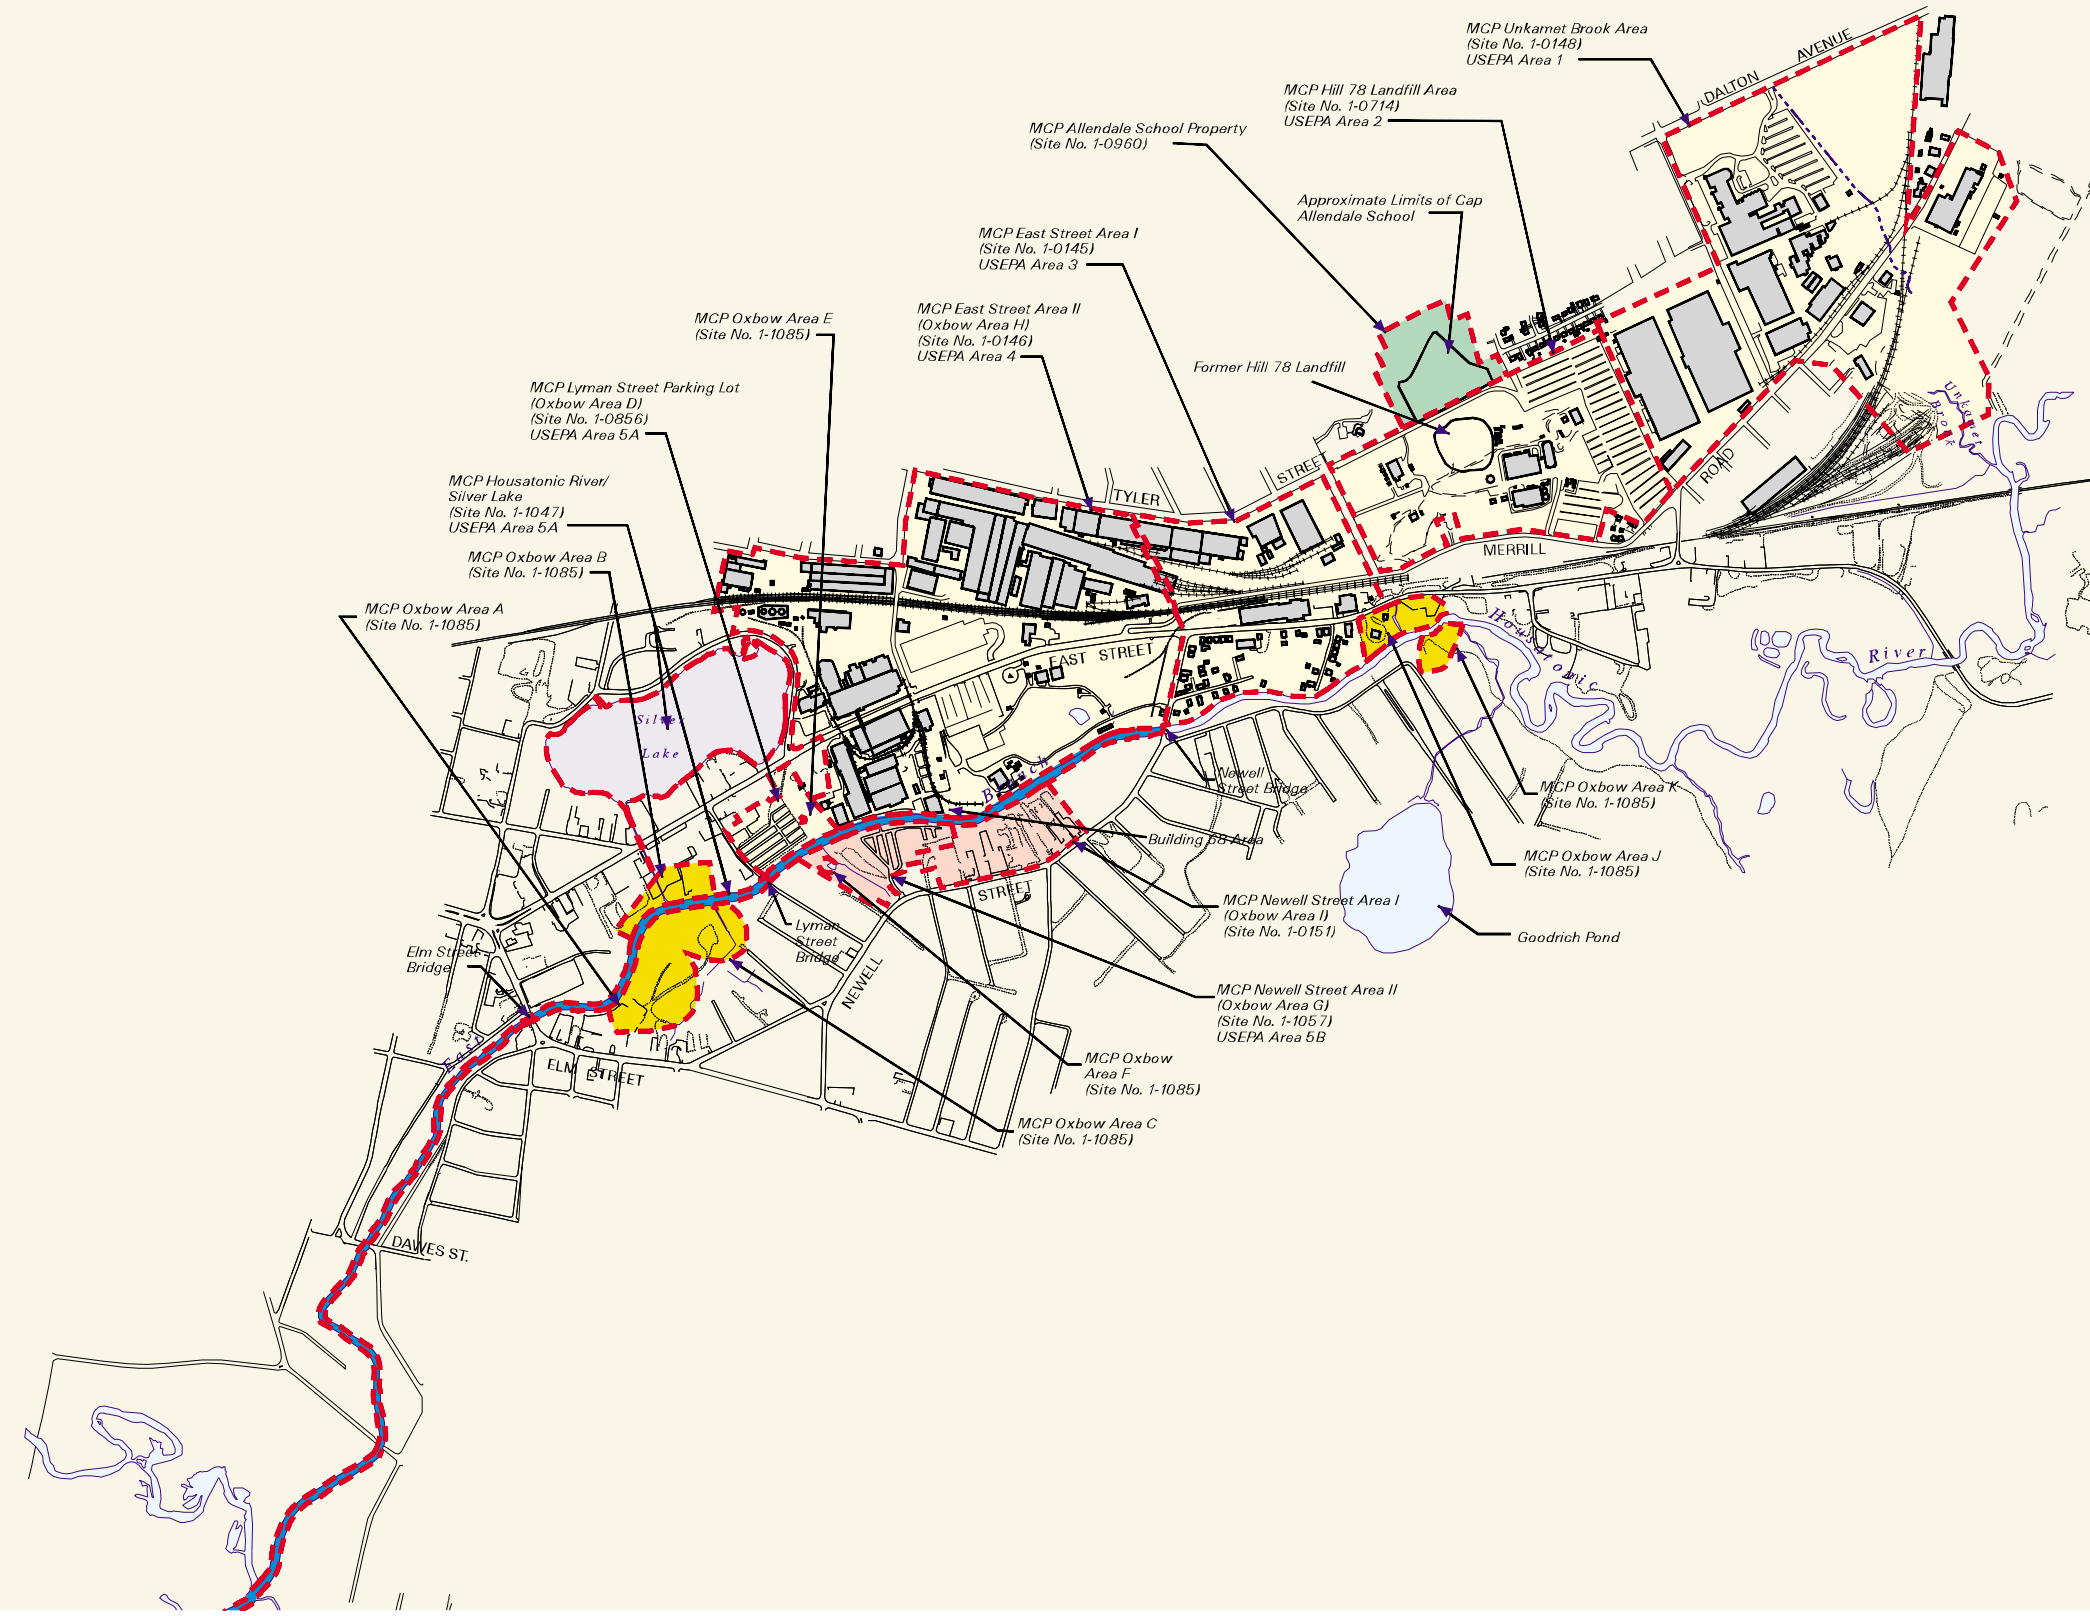 MCP Unkamet Brook Area
(Site No. 1-0148)
USEPA Area 1
DALTON AVENUE
MCP Hill 78 Landfill Area
(Site No. 1-0714)
USEPA Area 2
MCP Allendale School Property
(Site No. 1-0960)
Approximate Limits of Cap
Allendale School
MCP East Street Area I
(Site No. 1-0145)
USEPA Area 3
MCP East Street Area II
(Oxbow Area H)
(Site No. 1-0146)
USEPA Area 4
MCP Oxbow Area E
(Site No. 1-1085)
Former Hill 78 Landfill
MCP Lyman Street Parking Lot
(Oxbow Area D)
(Site No. 1-0856)
USEPA Area 5A
Unkamet
Brook
MCP Housatonic River/
Silver Lake
(Site No. 1-1047)
USEPA Area 5A
TYLER STREET
ROAD
MERRILL
MCP Oxbow Area B
(Site No. 1-1085)
MCP Oxbow Area A
(Site No. 1-1085)
EAST STREET
Housatonic
River
Silver
Lake
Branch
Newell
Street Bridge
MCP Oxbow Area K
(Site No. 1-1085)
Building 68 Area
MCP Oxbow Area J
(Site No. 1-1085)
STREET
MCP Newell Street Area I
(Oxbow Area I)
(Site No. 1-0151)
Goodrich Pond
Lyman
Street
Bridge
Elm Street
Bridge
NEWELL
MCP Newell Street Area II
(Oxbow Area G)
(Site No. 1-1057)
USEPA Area 5B
East
ELM STREET
MCP Oxbow
Area F
(Site No. 1-1085)
MCP Oxbow Area C
(Site No. 1-1085)
DAWES ST.